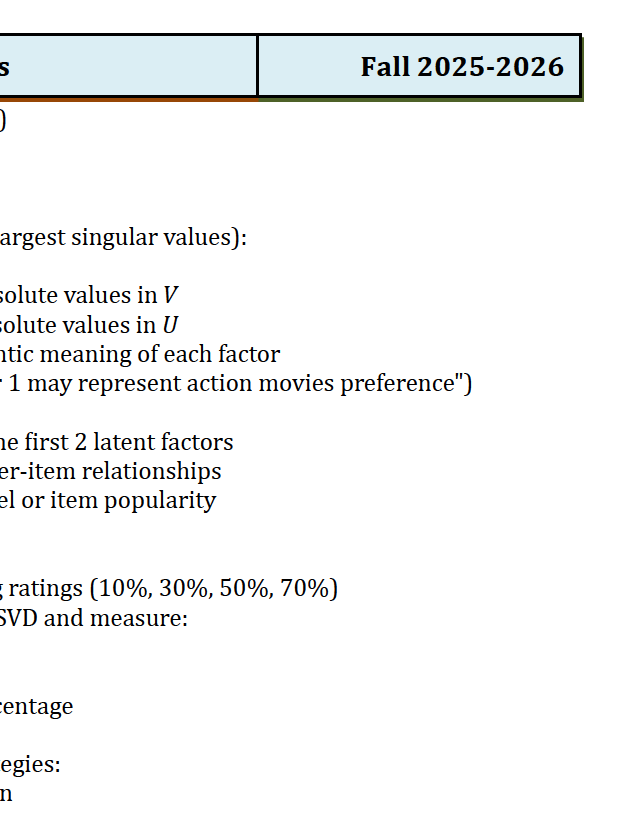 s
Fall 2025-2026
)
argest singular values):
solute values in V
solute values in U
ntic meaning of each factor
1 may represent action movies preference")
he first 2 latent factors
er-item relationships
el or item popularity
g ratings (10%, 30%, 50%, 70%)
SVD and measure:
centage
egies:
n